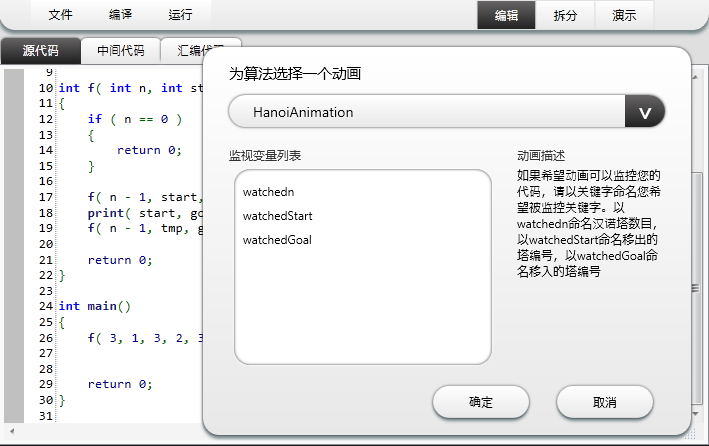 文件 编译 运行 编辑 拆分 演示
源代码 中间代码 汇编代码
为算法选择一个动画
HanoiAnimation
V
监视变量列表
watchedn
watchedStart
watchedGoal
动画描述
如果希望动画可以监控您的
代码，请以关键字命名您希
望被监控关键字。以
watchedn命名汉诺塔数目，
以watchedStart命名移出的
塔编号，以watchedGoal命
名移入的塔编号
确定 取消
9
10 int f( int n, int st
11 {
12 if ( n == 0 )
13 {
14 return 0;
15 }
16
17 f( n - 1, start,
18 print( start, go
19 f( n - 1, tmp, g
20
21 return 0;
22 }
23
24 int main()
25 {
26 f( 3, 1, 3, 2, 3
27
28
29 return 0;
30 }
31